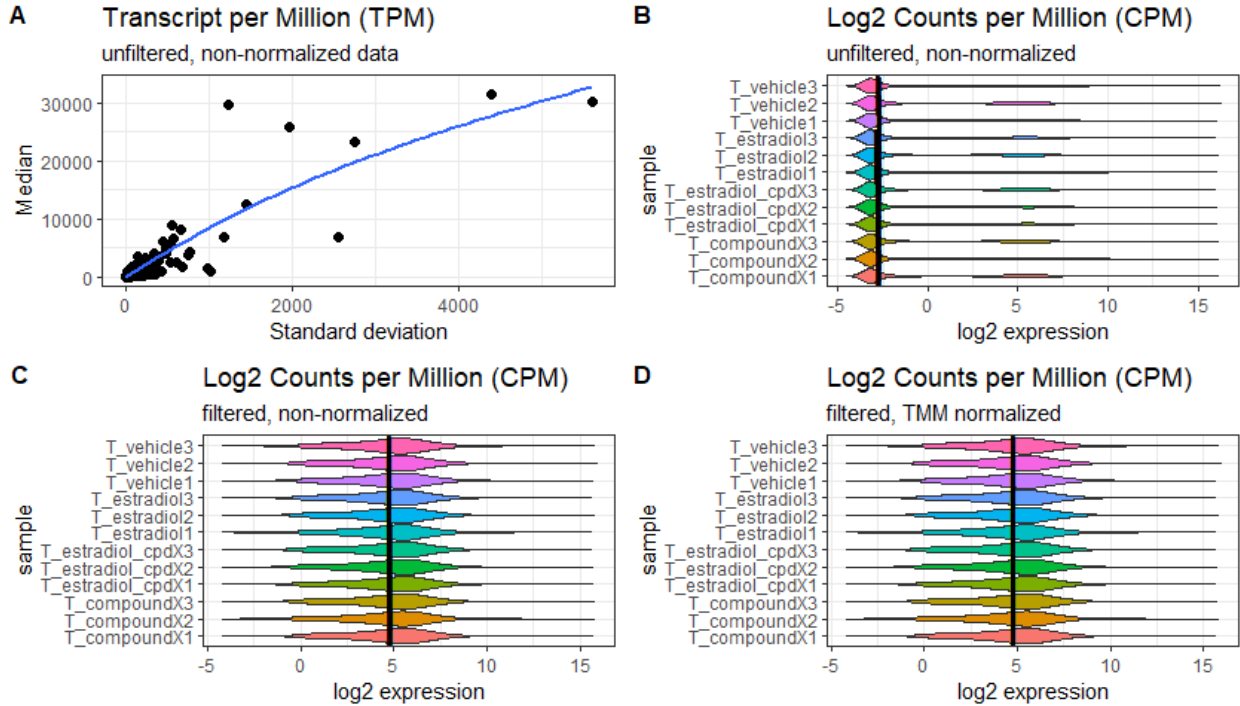 A
Transcript per Million (TPM)
unfiltered, non-normalized data
Median
30000
20000
10000
0
0
2000
4000
Standard deviation
B
Log2 Counts per Million (CPM)
unfiltered, non-normalized
sample
T_vehicle3
T_vehicle2
T_vehicle1
T_estradiol3
T_estradiol2
T_estradiol1
T_estradiol_cpdX3
T_estradiol_cpdX2
T_estradiol_cpdX1
T_compoundX3
T_compoundX2
T_compoundX1
0
5
10
15
log2 expression
C
Log2 Counts per Million (CPM)
filtered, non-normalized
sample
T_vehicle3
T_vehicle2
T_vehicle1
T_estradiol3
T_estradiol2
T_estradiol1
T_estradiol_cpdX3
T_estradiol_cpdX2
T_estradiol_cpdX1
T_compoundX3
T_compoundX2
T_compoundX1
-5
0
5
10
15
log2 expression
D
Log2 Counts per Million (CPM)
filtered, TMM normalized
sample
T_vehicle3
T_vehicle2
T_vehicle1
T_estradiol3
T_estradiol2
T_estradiol1
T_estradiol_cpdX3
T_estradiol_cpdX2
T_estradiol_cpdX1
T_compoundX3
T_compoundX2
T_compoundX1
-5
0
5
10
15
log2 expression